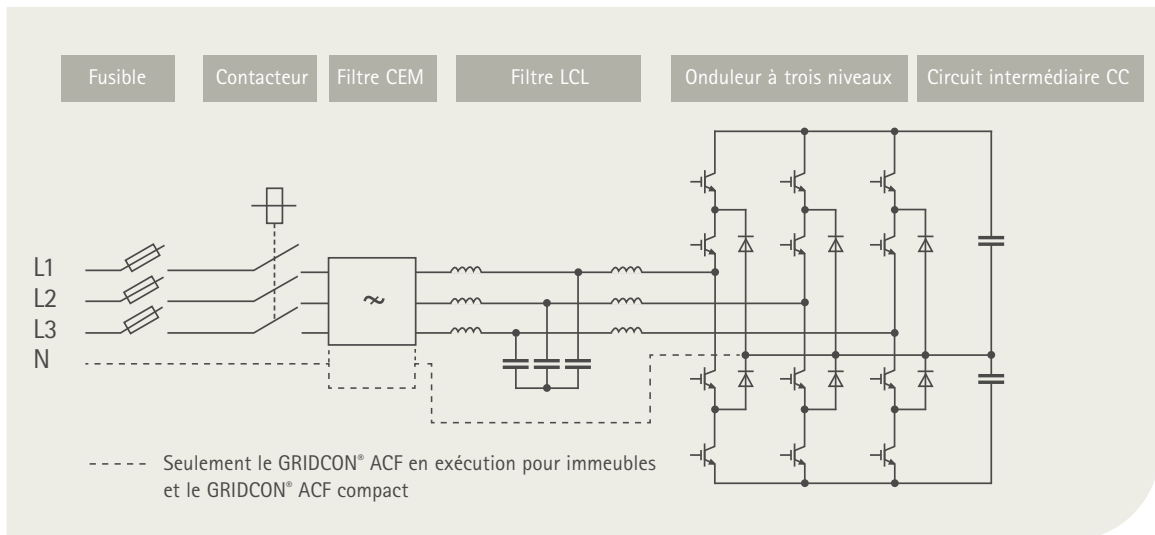 Fusible
Contacteur
Filtre CEM
Filtre LCL
Onduleur à trois niveaux
Circuit intermédiaire CC
L1
L2
L3
N
~
Seulement le GRIDCON® ACF en exécution pour immeubles
et le GRIDCON® ACF compact